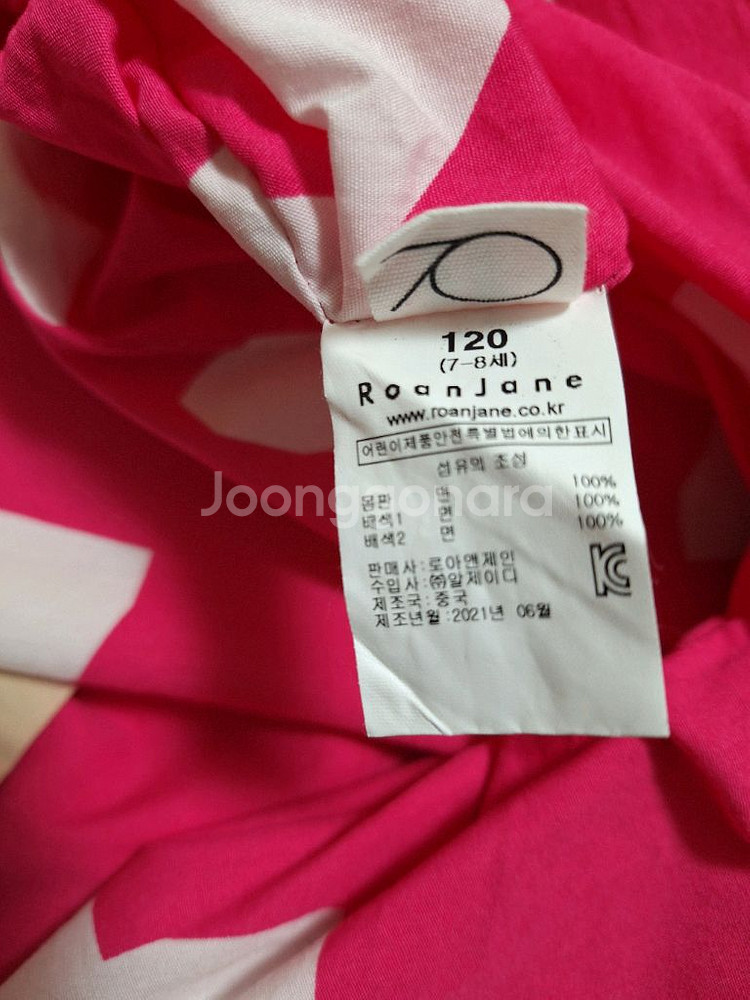 120
(7-8세)
RoanJane
www.roanjane.co.kr
어린이제품안전특별법에의한표시
섬유의 조성
몸판 면 100%
배색1 면 100%
배색2 면 100%
판매사:로아앤제인
수입사:㈜알제이디
제조국:중국
제조년월:2021년 06월
KC
Joonggonara